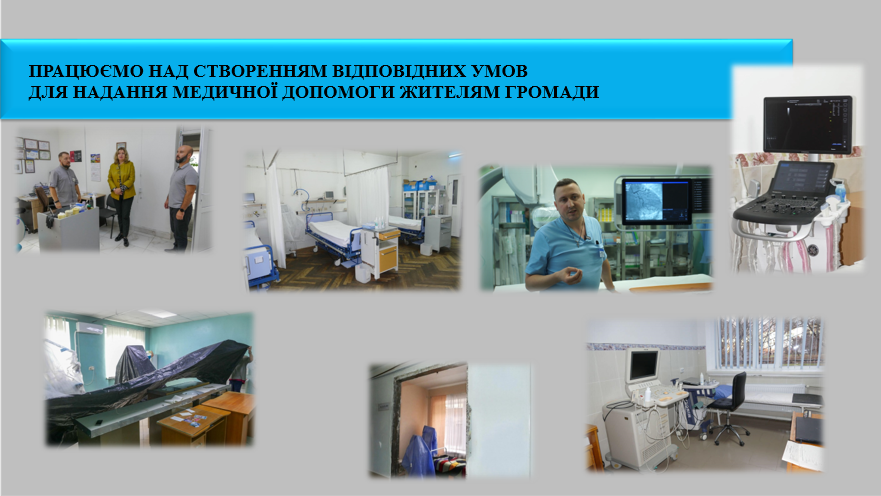 ПРАЦЮЄМО НАД СТВОРЕННЯМ ВІДПОВІДНИХ УМОВ
ДЛЯ НАДАННЯ МЕДИЧНОЇ ДОПОМОГИ ЖИТЕЛЯМ ГРОМАДИ